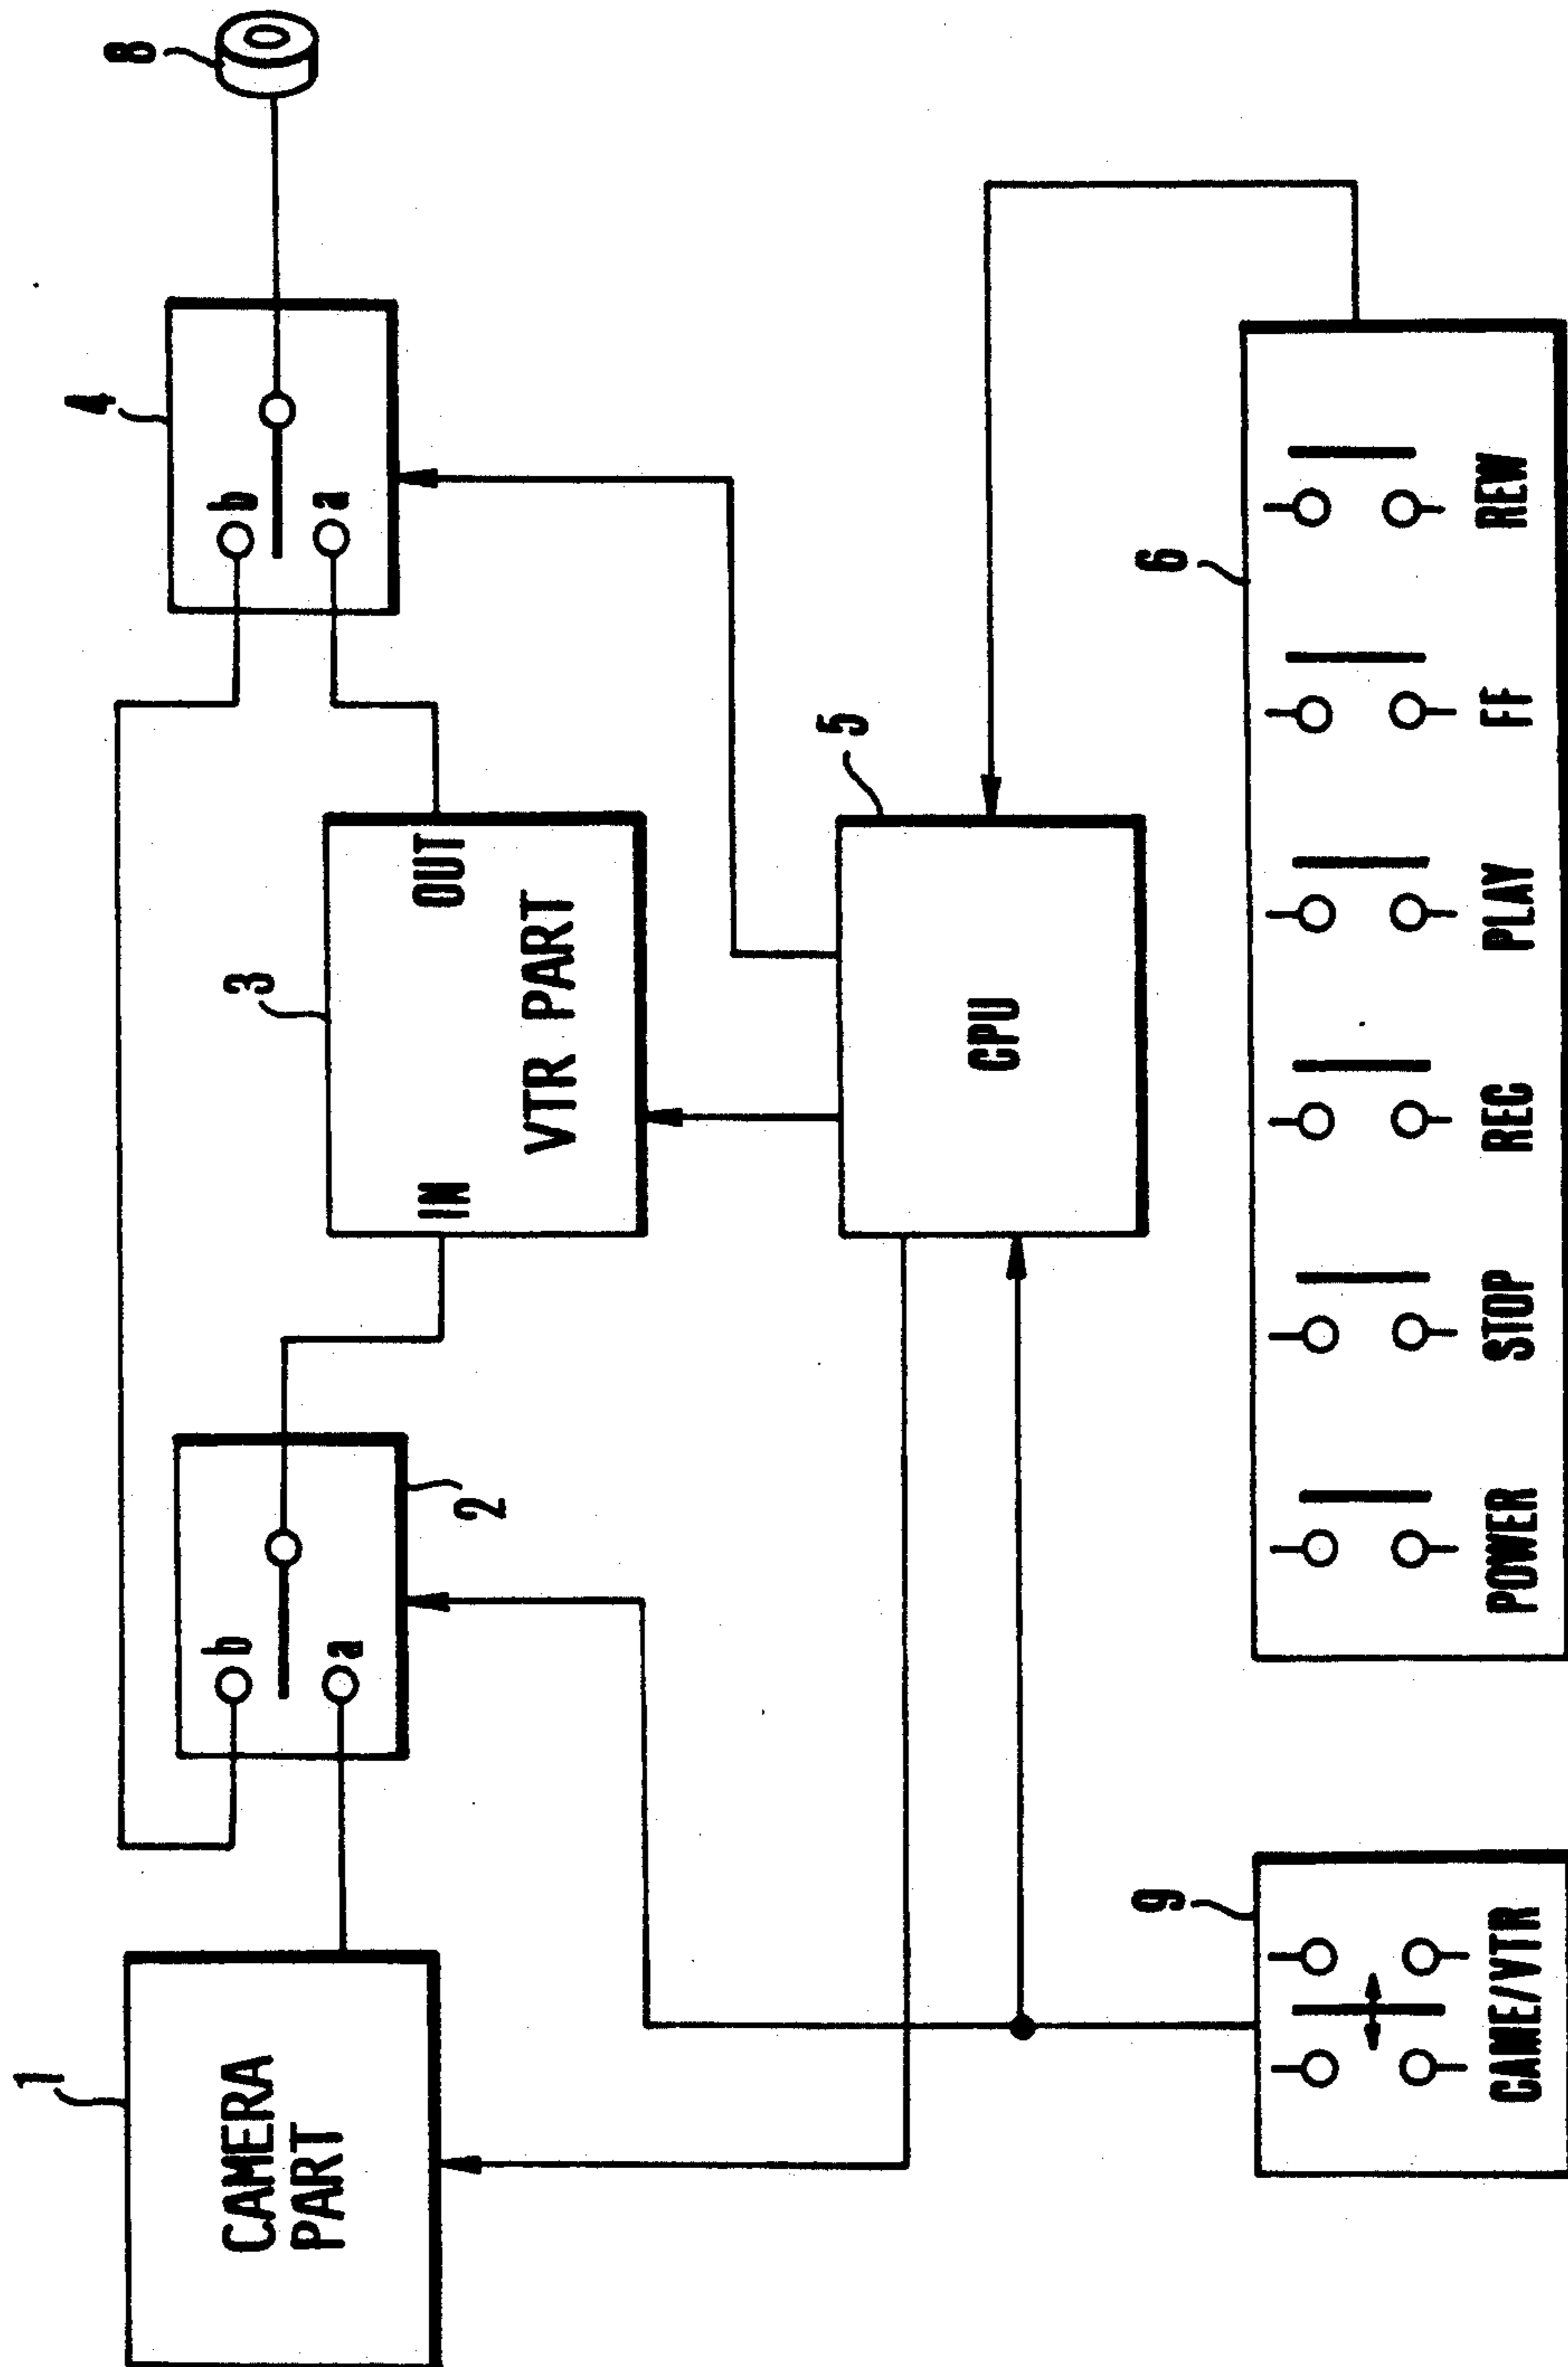 1
CAMERA
PART
b
a
2
3
IN
OUT
VTR PART
4
b
a
8
5
CPU
9
CAME/VTR
6
POWER
STOP
REC
PLAY
FF
REW